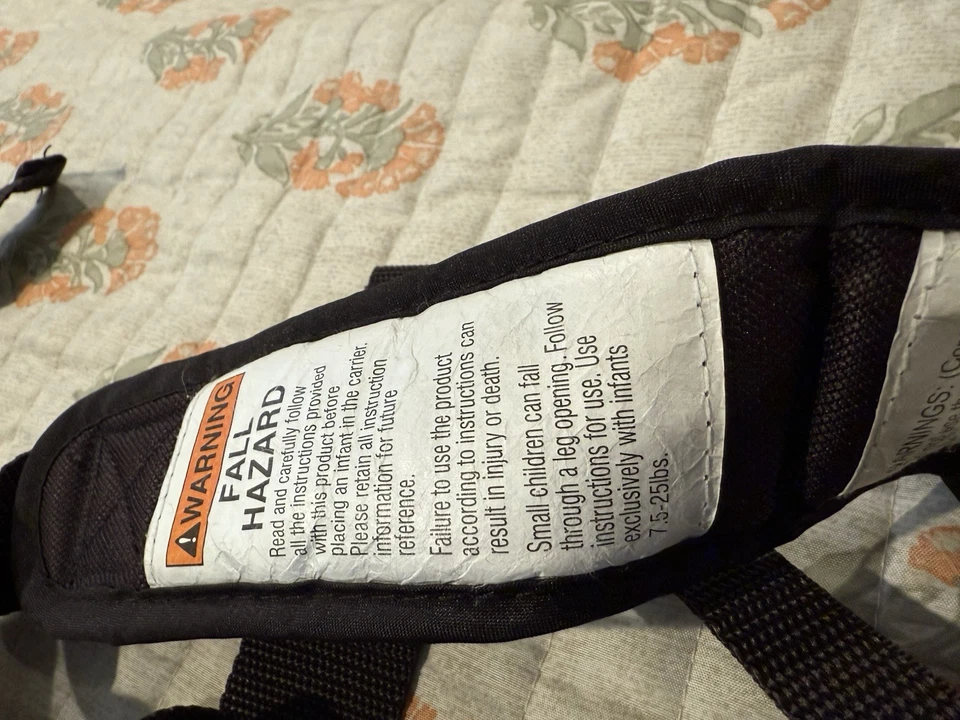 WARNING
FALL
HAZARD
Read and carefully follow
all the instructions provided
with this product before
placing an infant in the carrier.
Please retain all instruction
information for future
reference.
Failure to use the product
according to instructions can
result in injury or death.
Small children can fall
through a leg opening. Follow
instructions for use. Use
exclusively with infants
7.5-25lbs.
WARNINGS: